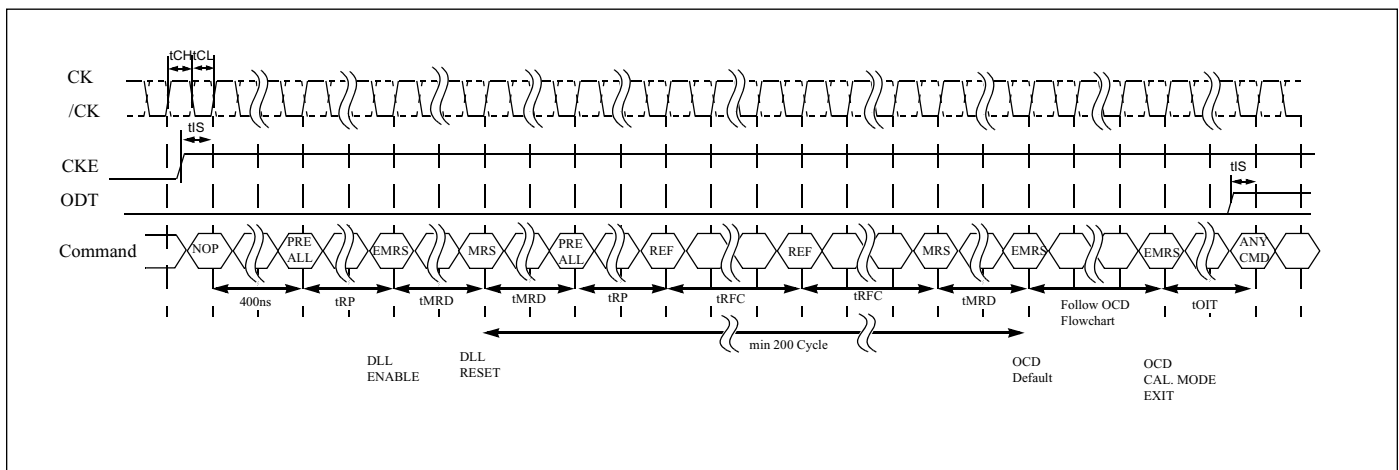 tCH tCL
CK
/CK
tIS
CKE
tIS
ODT
Command
NOP
PRE
ALL
EMRS
MRS
PRE
ALL
REF
REF
MRS
EMRS
EMRS
ANY
CMD
400ns
tRP
tMRD
tMRD
tRP
tRFC
tRFC
tMRD
Follow OCD
Flowchart
tOIT
min 200 Cycle
DLL
ENABLE
DLL
RESET
OCD
Default
OCD
CAL. MODE
EXIT